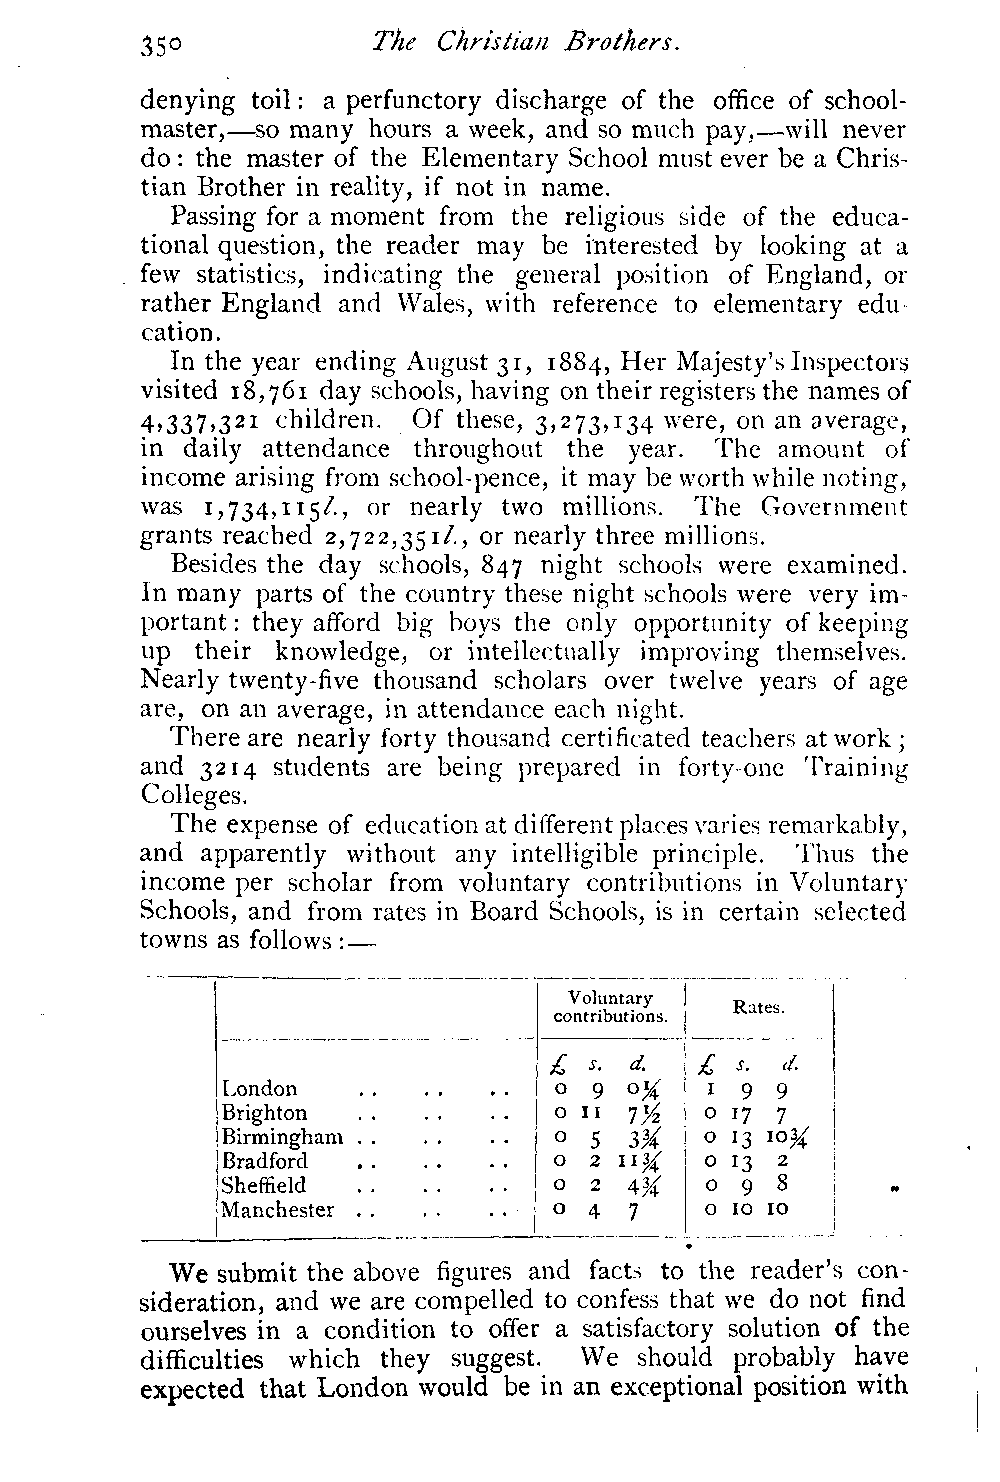 350 The Christian Brothers.
denying toil: a perfunctory discharge of the office of school-
master,—so many hours a week, and so much pay,—will never
do: the master of the Elementary School must ever be a Chris-
tian Brother in reality, if not in name.
Passing for a moment from the religious side of the educa-
tional question, the reader may be interested by looking at a
few statistics, indicating the general position of England, or
rather England and Wales, with reference to elementary edu-
cation.
In the year ending August 31, 1884, Her Majesty's Inspectors
visited 18,761 day schools, having on their registers the names of
4,337,321 children. Of these, 3,273,134 were, on an average,
in daily attendance throughout the year. The amount of
income arising from school-pence, it may be worth while noting,
was 1,734,115l., or nearly two millions. The Government
grants reached 2,722,351l., or nearly three millions.
Besides the day schools, 847 night schools were examined.
In many parts of the country these night schools were very im-
portant: they afford big boys the only opportunity of keeping
up their knowledge, or intellectually improving themselves.
Nearly twenty-five thousand scholars over twelve years of age
are, on an average, in attendance each night.
There are nearly forty thousand certificated teachers at work;
and 3214 students are being prepared in forty-one Training
Colleges.
The expense of education at different places varies remarkably,
and apparently without any intelligible principle. Thus the
income per scholar from voluntary contributions in Voluntary
Schools, and from rates in Board Schools, is in certain selected
towns as follows:—
Voluntary contributions. Rates.
£ s. d. £ s. d.
London .. .. .. 0 9 0¼ 1 9 9
Brighton .. .. .. 0 11 7½ 0 17 7
Birmingham .. .. .. 0 5 3¾ 0 13 10¾
Bradford .. .. .. 0 2 11¾ 0 13 2
Sheffield .. .. .. 0 2 4¾ 0 9 8
Manchester .. .. .. 0 4 7 0 10 10
We submit the above figures and facts to the reader's con-
sideration, and we are compelled to confess that we do not find
ourselves in a condition to offer a satisfactory solution of the
difficulties which they suggest. We should probably have
expected that London would be in an exceptional position with